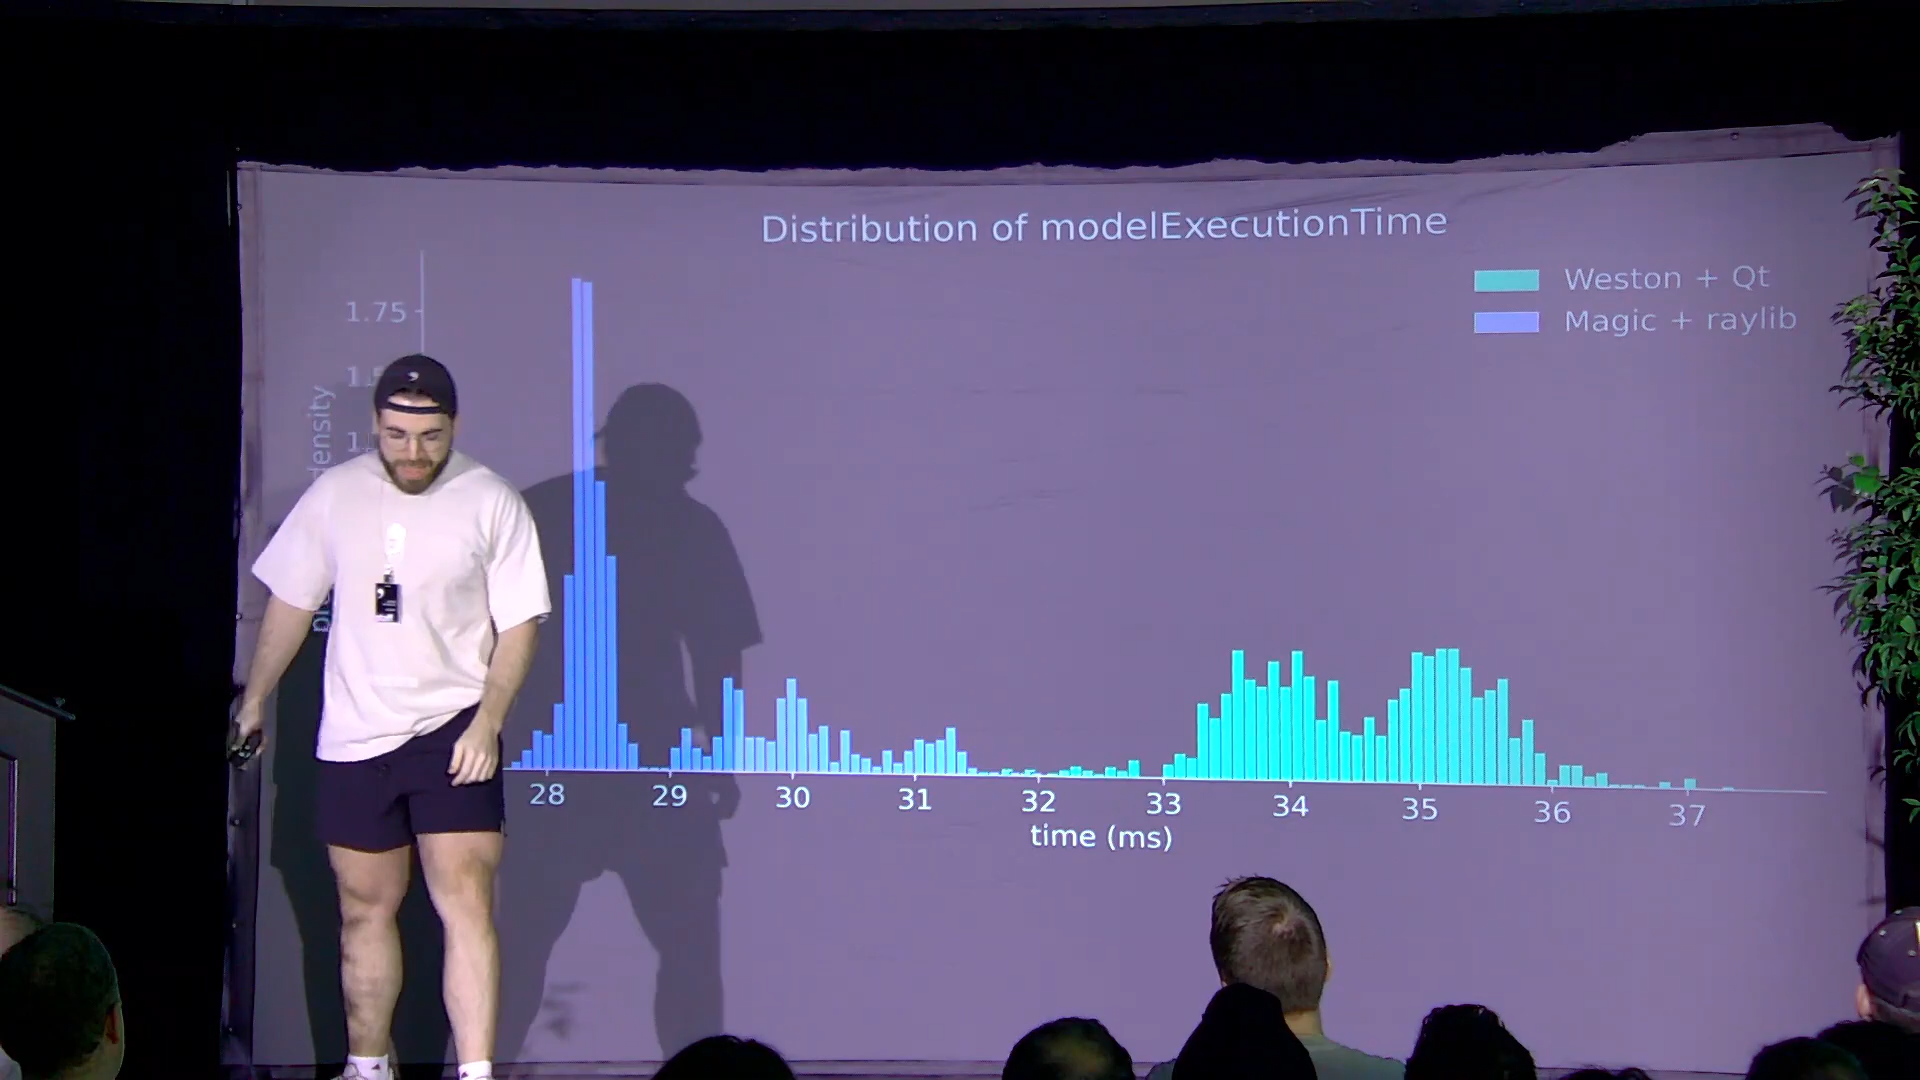 Distribution of modelExecutionTime
Weston + Qt
Magic + raylib
1.75
28 29 30 31 32 33 34 35 36 37
time (ms)